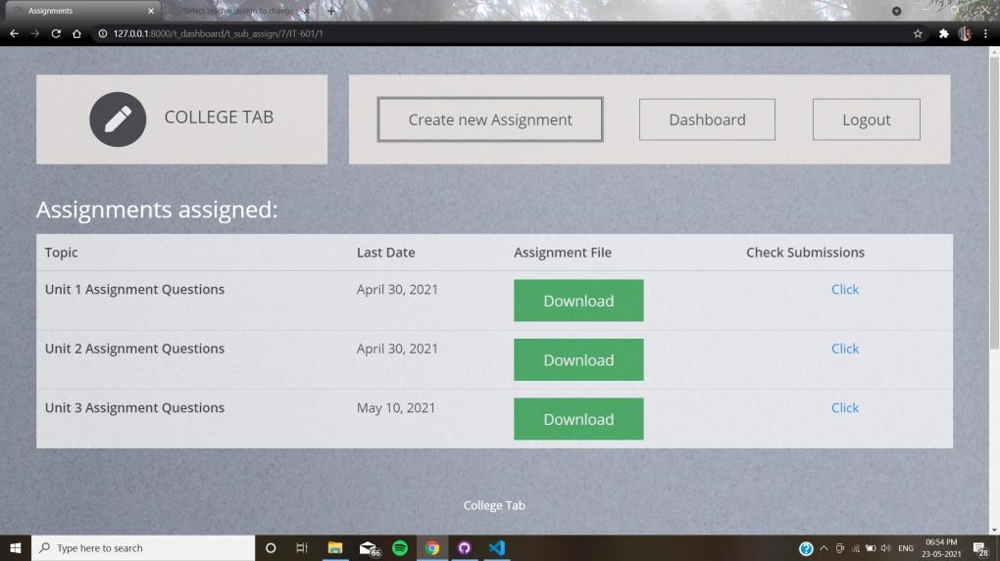 Assignments
Select teacher_assign to change
127.0.0.1:8000/t_dashboard/t_sub_assign/7/IT-601/1
COLLEGE TAB
Create new Assignment
Dashboard
Logout
Assignments assigned:
Topic Last Date Assignment File Check Submissions
Unit 1 Assignment Questions April 30, 2021 Download Click
Unit 2 Assignment Questions April 30, 2021 Download Click
Unit 3 Assignment Questions May 10, 2021 Download Click
College Tab
Type here to search
66
ENG
06:54 PM
23-05-2021
28